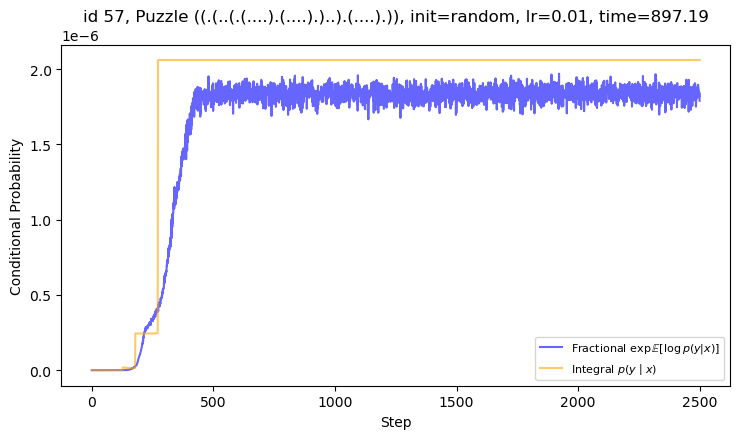 id 57, Puzzle ((.(..(.(....).(....).)..).(....).)), init=random, lr=0.01, time=897.19
1e−6
2.0
1.5
1.0
0.5
0.0
Conditional Probability
Fractional exp 𝔼[log p(y|x)]
Integral p(y | x)
0
500
1000
1500
2000
2500
Step